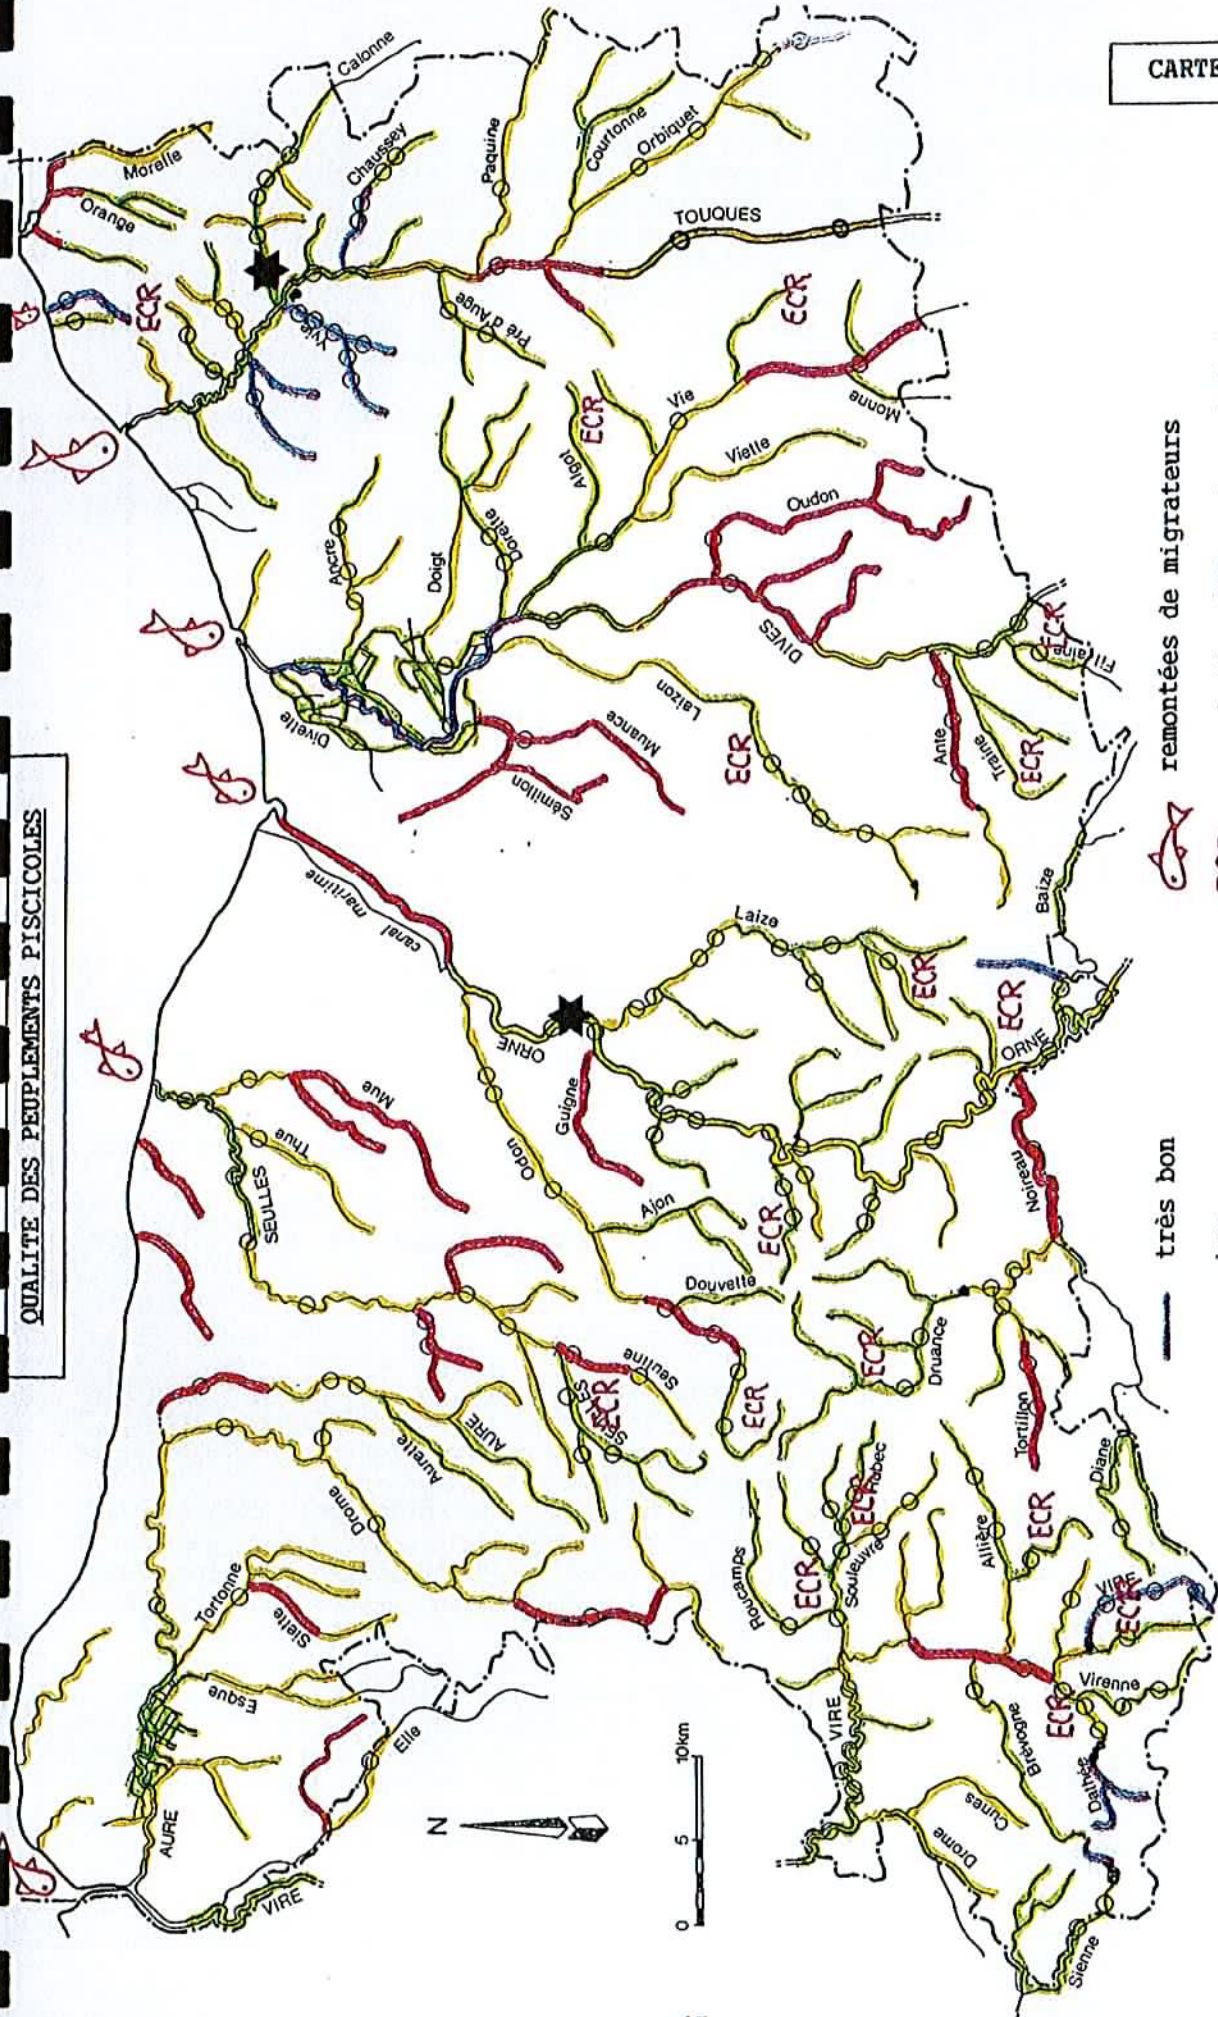 QUALITE DES PEUPLEMENTS PISCICOLES
CARTE
Calonne
Morelle
Orange
Chaussey
Paquine
Courtonne
Orbiquet
TOUQUES
ECR
Yvie
Pré d'Auge
ECR
Vie
Monne
Algot
ECR
Viette
Oudon
Ancre
Doigt
Dorette
DIVES
ECR
Filaine
Divette
Laizon
Muance
Sémillon
ECR
Ante
Traine
ECR
Baize
canal
maritime
Laize
ECR
ECR
ORNE
ORNE
Guigne
Mue
Thue
SEULLES
Odon
Ajon
ECR
Noireau
Douvette
Druance
ECR
Seuline
SEULLES
ECR
ECR
Tortillon
AURE
Aurette
Drome
Tortonne
Siette
Esque
Elle
AURE
VIRE
Roucamps
ECR
Rubec
ECR
Souleuvre
Allière
ECR
Diane
VIRE
ECR
Virenne
ECR
Brévogne
Dathée
VIRE
Cunes
Drome
Sienne
N
0 5 10km
remontées de migrateurs
très bon